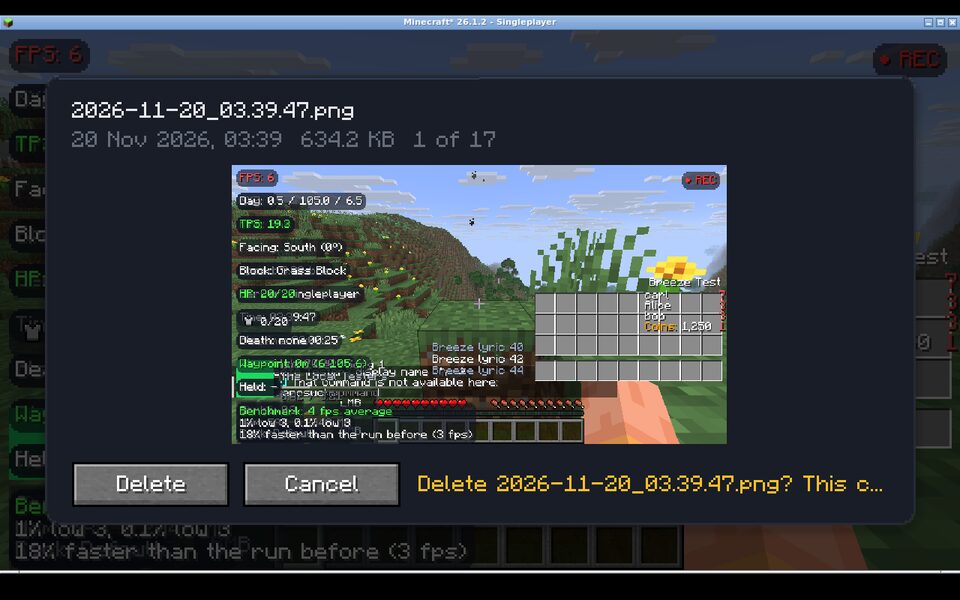 Minecraft* 26.1.2 - Singleplayer
FPS: 6
REC
2026-11-20_03.39.47.png
20 Nov 2026, 03:39 634.2 KB 1 of 17
FPS: 6
REC
Day: 0.5 / 105.0 / 6.5
TPS: 19.3
Facing: South (0°)
Block: Grass Block
HP: 20/20 ngleplayer
9:47
0/20
Death: none 00:25
Breeze Test
carl
Alice
bob
Coins: 1,250
Breeze lyric 40
Breeze lyric 42
Breeze lyric 44
Waypoint:
display name
Held: -
That command is not available here.
LMB
Benchmark: 4 fps average
1% low 3, 0.1% low 3
18% faster than the run before (3 fps)
Delete
Cancel
Delete 2026-11-20_03.39.47.png? This c...
1% low 3, 0.1% low 3
18% faster than the run before (3 fps)